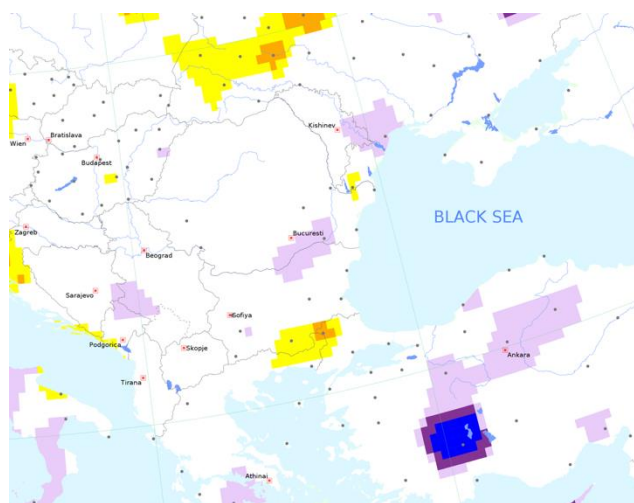 Kishinev
Bratislava
Wien
Budapest
BLACK SEA
Zagreb
Bucuresti
Beograd
Sarajevo
Sofiya
Podgorica
Skopje
Ankara
Tirana
Athinai